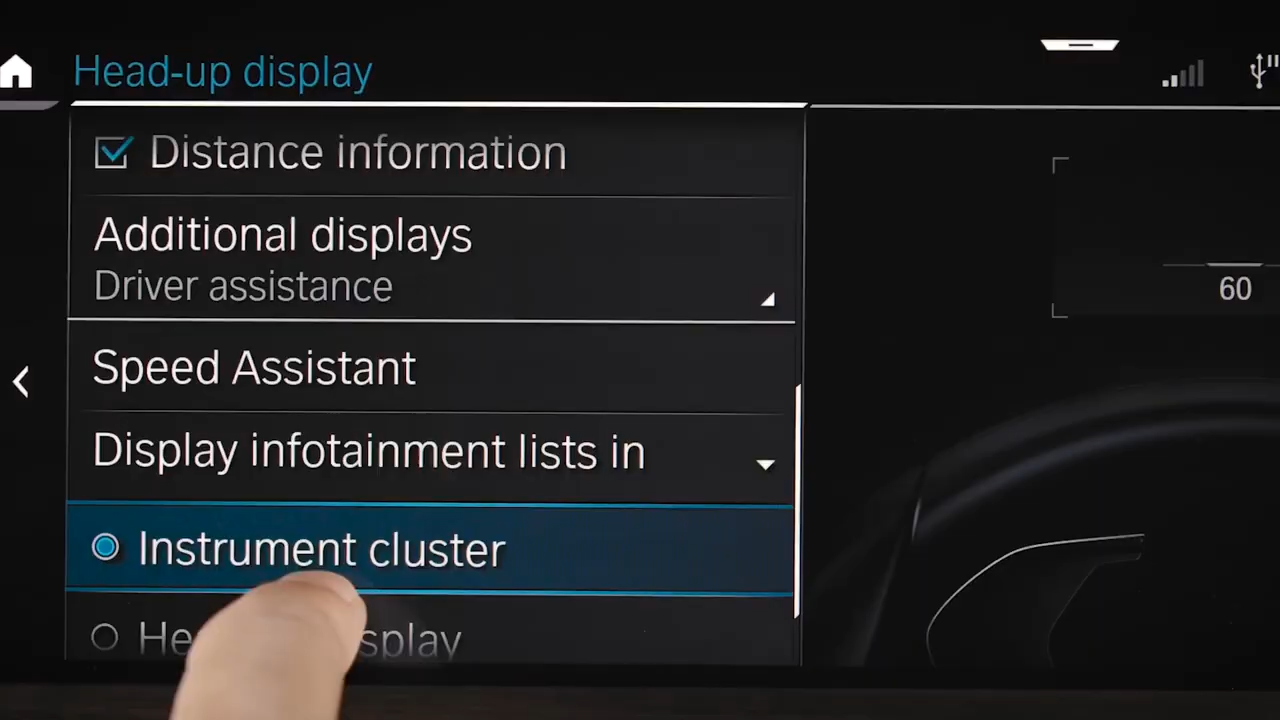 Head-up display
Distance information
Additional displays
Driver assistance
60
Speed Assistant
Display infotainment lists in
Instrument cluster